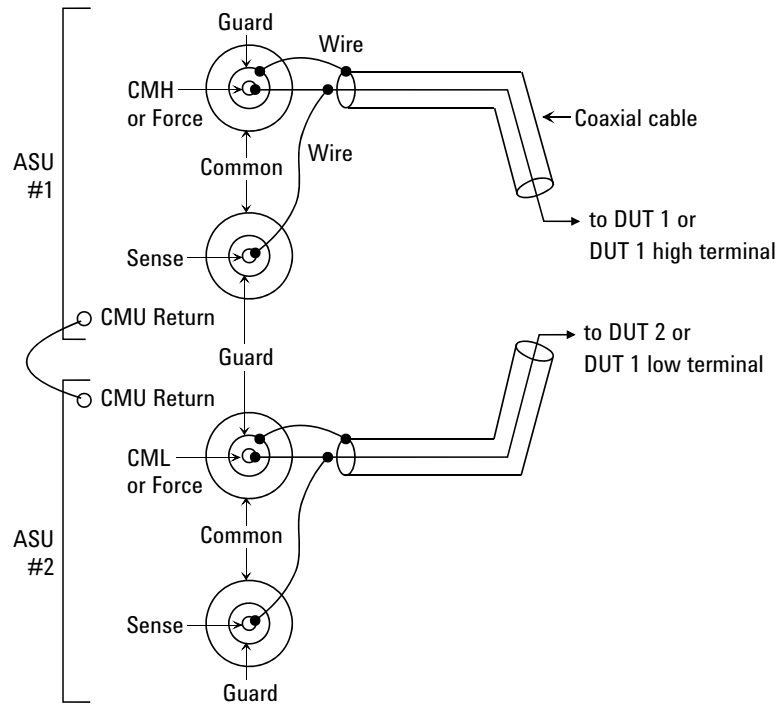 Guard
Wire
CMH
or Force
Coaxial cable
ASU
#1
Common
Wire
to DUT 1 or
DUT 1 high terminal
Sense
CMU Return
Guard
to DUT 2 or
DUT 1 low terminal
CMU Return
CML
or Force
ASU
#2
Common
Sense
Guard